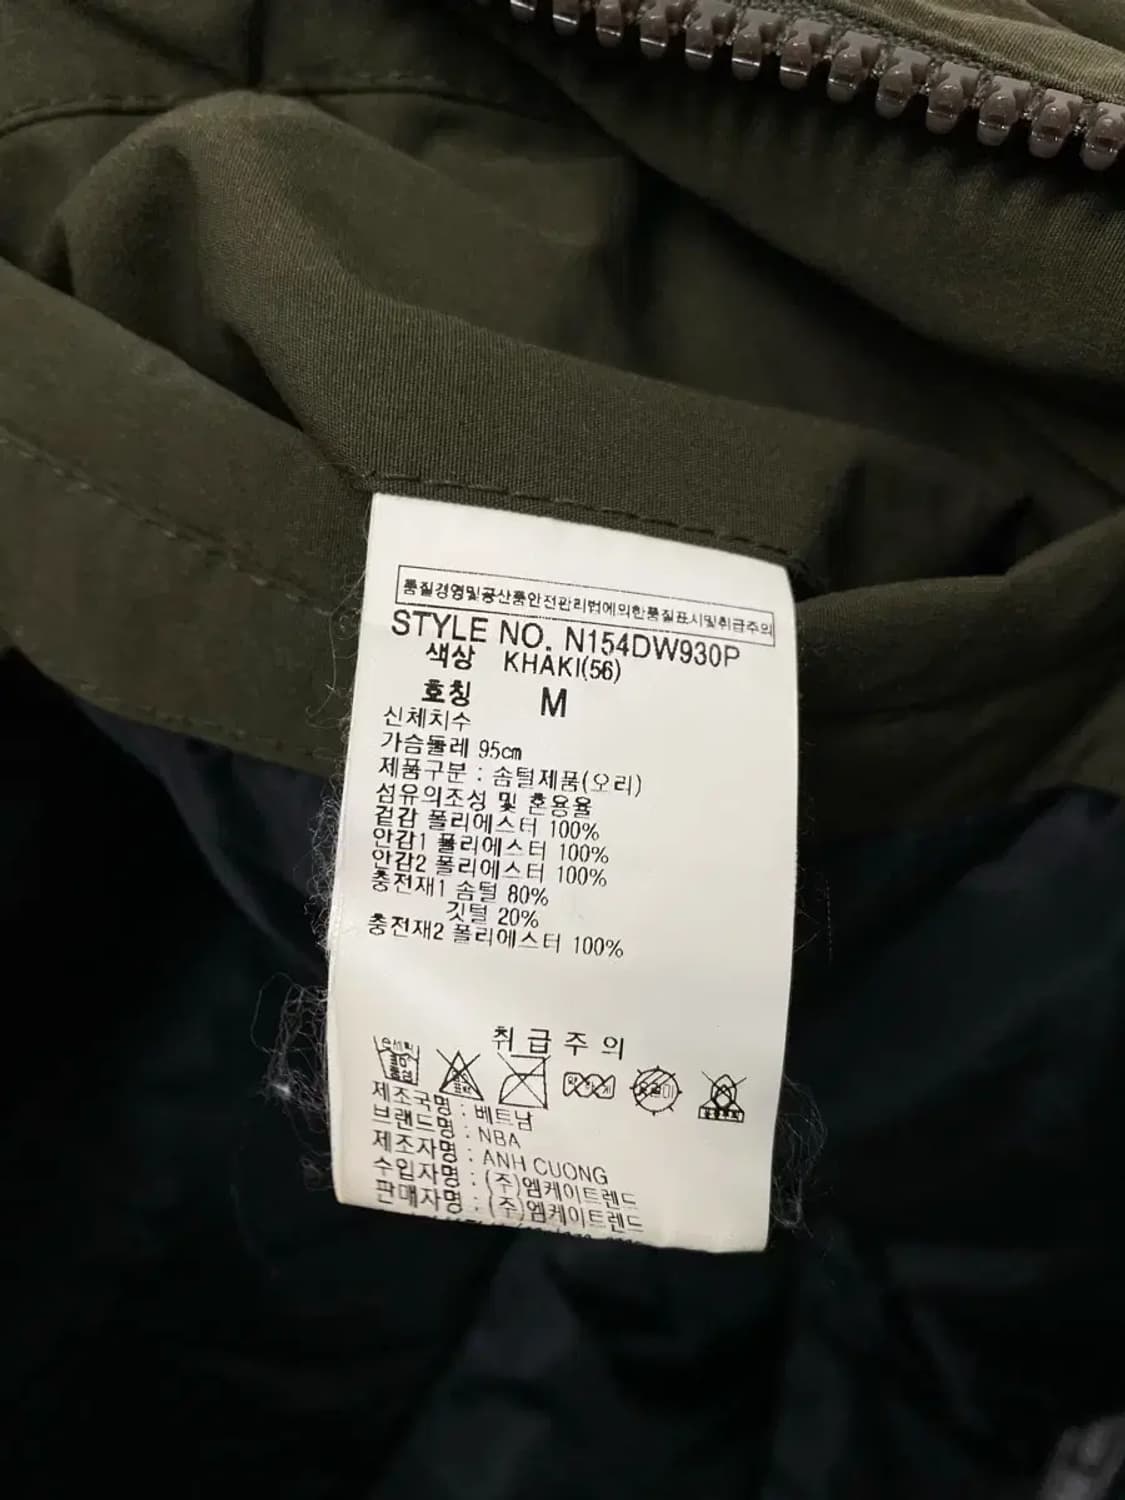 품질경영및공산품안전관리법에의한품질표시및취급주의
STYLE NO. N154DW930P
색상 KHAKI(56)
호칭 M
신체치수
가슴둘레 95cm
제품구분 : 솜털제품(오리)
섬유의조성 및 혼용율
겉감 폴리에스터 100%
안감1 폴리에스터 100%
안감2 폴리에스터 100%
충전재1 솜털 80%
깃털 20%
충전재2 폴리에스터 100%
취급주의
손세탁
제조국명 : 베트남
브랜드명 : NBA
제조자명 : ANH CUONG
수입자명 : (주)엠케이트렌드
판매자명 : (주)엠케이트렌드